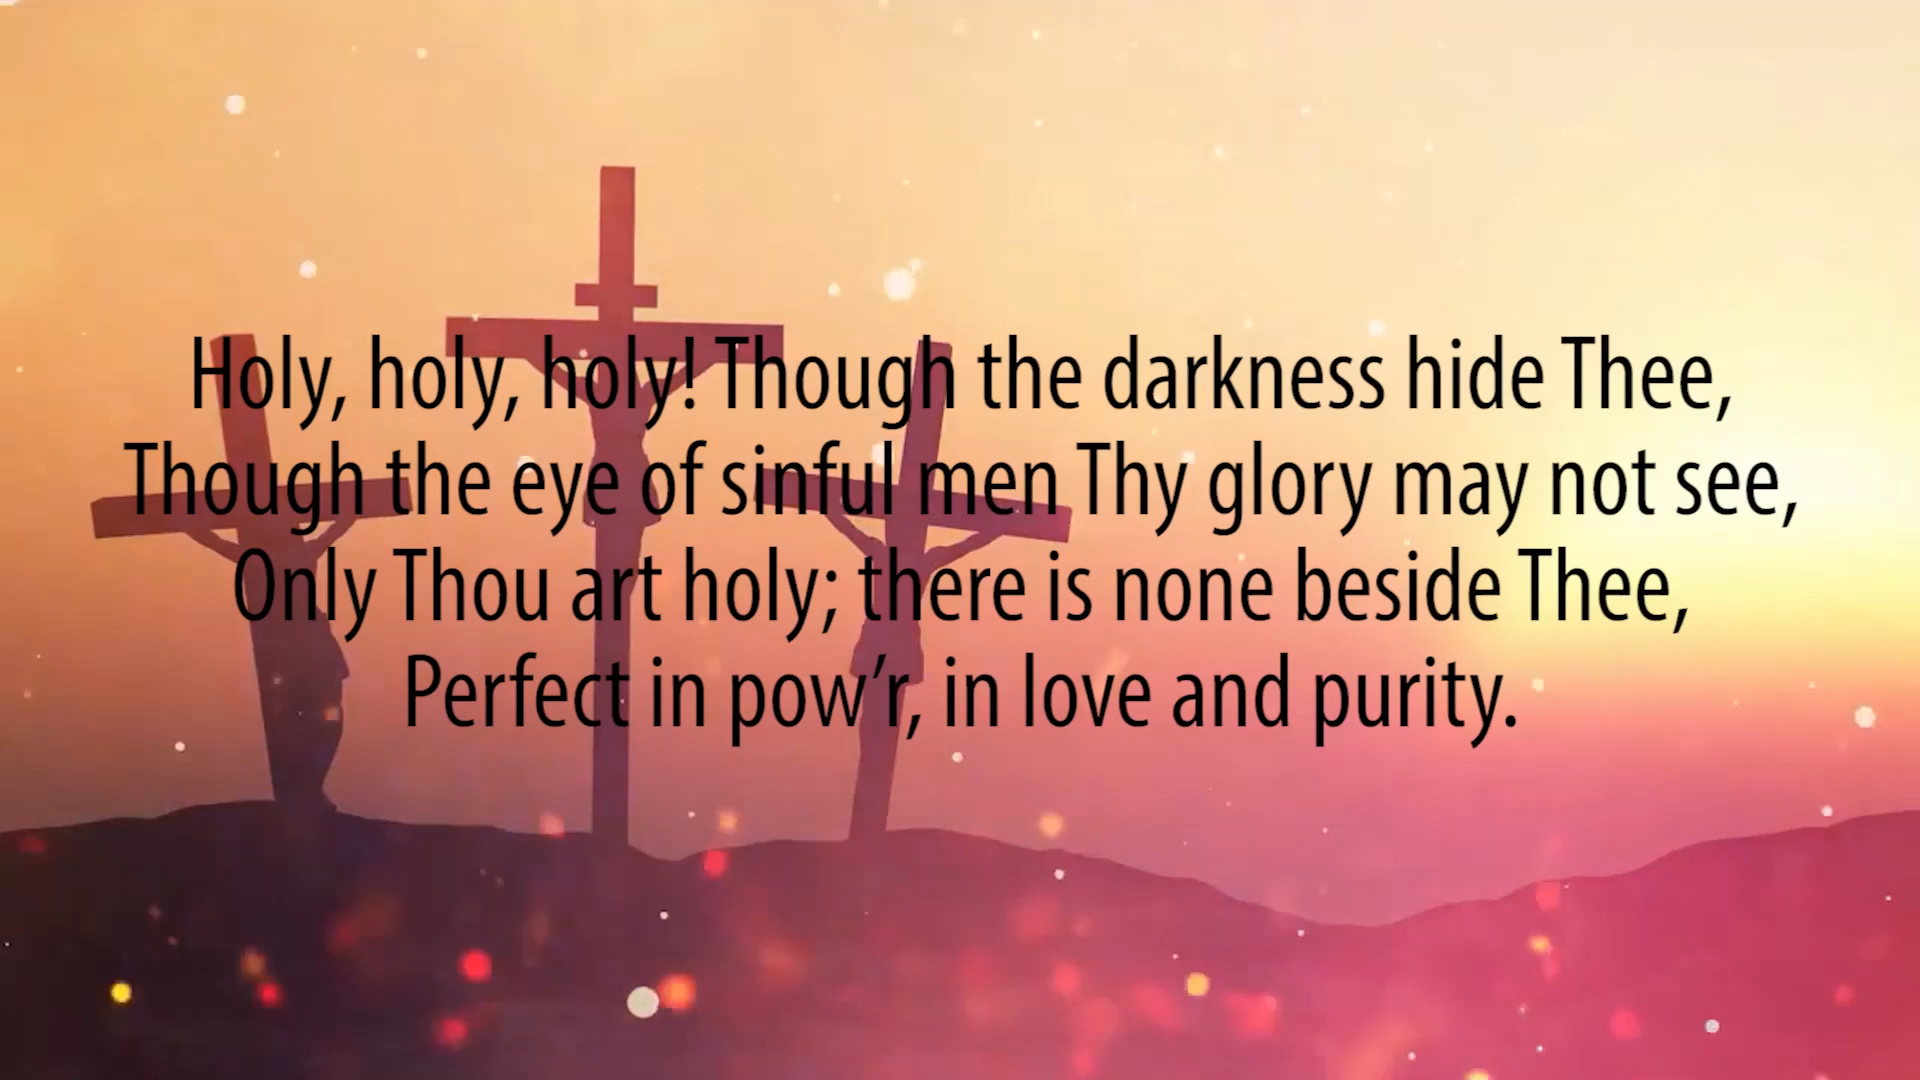 Holy, holy, holy! Though the darkness hide Thee,
Though the eye of sinful men Thy glory may not see,
Only Thou art holy; there is none beside Thee,
Perfect in pow’r, in love and purity.